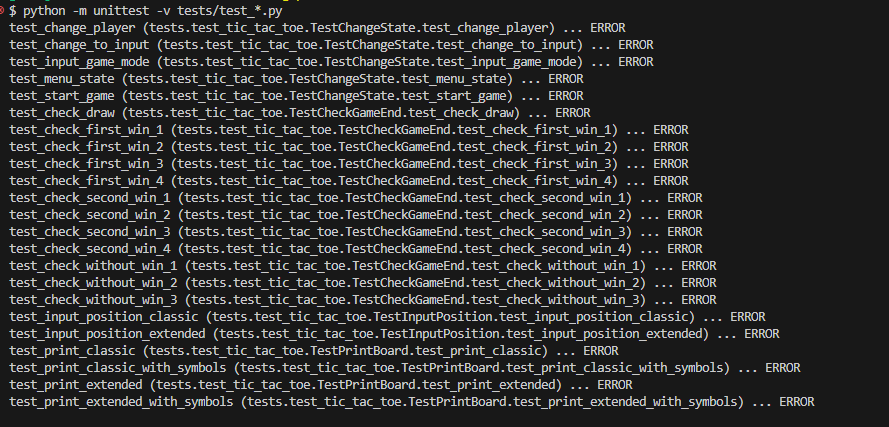 $ python -m unittest -v tests/test_*.py
test_change_player (tests.test_tic_tac_toe.TestChangeState.test_change_player) ... ERROR
test_change_to_input (tests.test_tic_tac_toe.TestChangeState.test_change_to_input) ... ERROR
test_input_game_mode (tests.test_tic_tac_toe.TestChangeState.test_input_game_mode) ... ERROR
test_menu_state (tests.test_tic_tac_toe.TestChangeState.test_menu_state) ... ERROR
test_start_game (tests.test_tic_tac_toe.TestChangeState.test_start_game) ... ERROR
test_check_draw (tests.test_tic_tac_toe.TestCheckGameEnd.test_check_draw) ... ERROR
test_check_first_win_1 (tests.test_tic_tac_toe.TestCheckGameEnd.test_check_first_win_1) ... ERROR
test_check_first_win_2 (tests.test_tic_tac_toe.TestCheckGameEnd.test_check_first_win_2) ... ERROR
test_check_first_win_3 (tests.test_tic_tac_toe.TestCheckGameEnd.test_check_first_win_3) ... ERROR
test_check_first_win_4 (tests.test_tic_tac_toe.TestCheckGameEnd.test_check_first_win_4) ... ERROR
test_check_second_win_1 (tests.test_tic_tac_toe.TestCheckGameEnd.test_check_second_win_1) ... ERROR
test_check_second_win_2 (tests.test_tic_tac_toe.TestCheckGameEnd.test_check_second_win_2) ... ERROR
test_check_second_win_3 (tests.test_tic_tac_toe.TestCheckGameEnd.test_check_second_win_3) ... ERROR
test_check_second_win_4 (tests.test_tic_tac_toe.TestCheckGameEnd.test_check_second_win_4) ... ERROR
test_check_without_win_1 (tests.test_tic_tac_toe.TestCheckGameEnd.test_check_without_win_1) ... ERROR
test_check_without_win_2 (tests.test_tic_tac_toe.TestCheckGameEnd.test_check_without_win_2) ... ERROR
test_check_without_win_3 (tests.test_tic_tac_toe.TestCheckGameEnd.test_check_without_win_3) ... ERROR
test_input_position_classic (tests.test_tic_tac_toe.TestInputPosition.test_input_position_classic) ... ERROR
test_input_position_extended (tests.test_tic_tac_toe.TestInputPosition.test_input_position_extended) ... ERROR
test_print_classic (tests.test_tic_tac_toe.TestPrintBoard.test_print_classic) ... ERROR
test_print_classic_with_symbols (tests.test_tic_tac_toe.TestPrintBoard.test_print_classic_with_symbols) ... ERROR
test_print_extended (tests.test_tic_tac_toe.TestPrintBoard.test_print_extended) ... ERROR
test_print_extended_with_symbols (tests.test_tic_tac_toe.TestPrintBoard.test_print_extended_with_symbols) ... ERROR